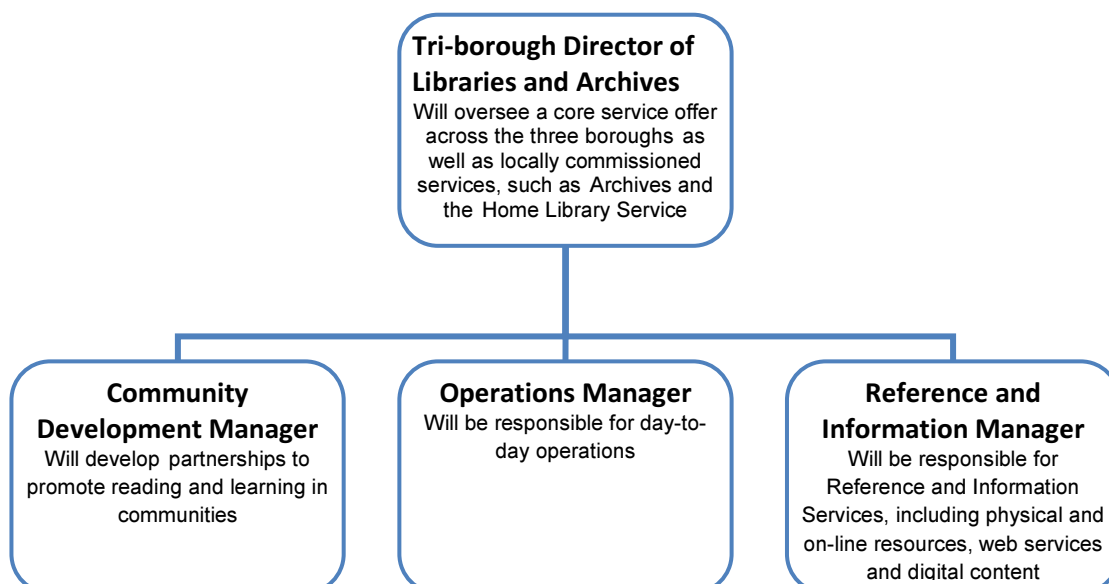 Tri-borough Director of
Libraries and Archives
Will oversee a core service offer
across the three boroughs as
well as locally commissioned
services, such as Archives and
the Home Library Service
Community
Development Manager
Will develop partnerships to
promote reading and learning in
communities
Operations Manager
Will be responsible for day-to-
day operations
Reference and
Information Manager
Will be responsible for
Reference and Information
Services, including physical and
on-line resources, web services
and digital content